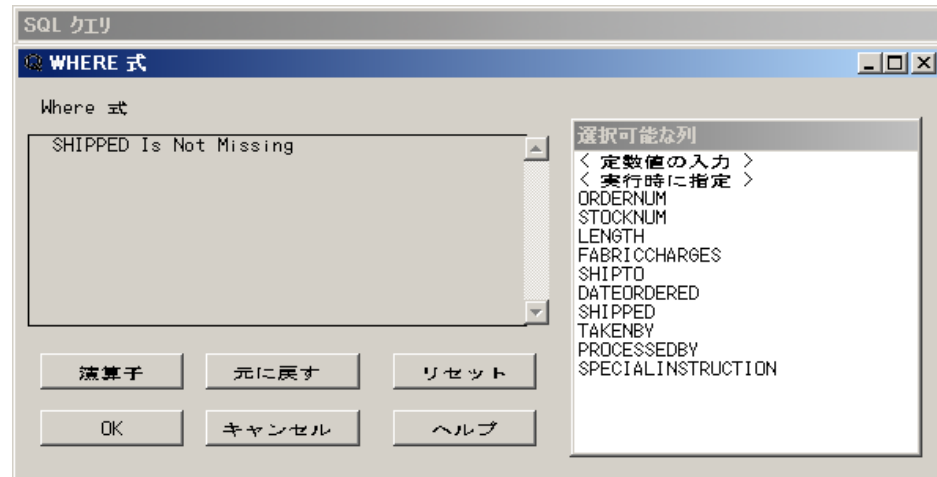 SQL クエリ
WHERE 式
Where 式
SHIPPED Is Not Missing
選択可能な列
< 定数値の入力 >
< 実行時に指定 >
ORDERNUM
STOCKNUM
LENGTH
FABRICCHARGES
SHIPTO
DATEORDERED
SHIPPED
TAKENBY
PROCESSEDBY
SPECIALINSTRUCTION
演算子 元に戻す リセット
OK キャンセル ヘルプ